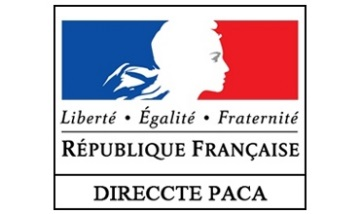 Liberté • Égalité • Fraternité
RÉPUBLIQUE FRANÇAISE
DIRECCTE PACA